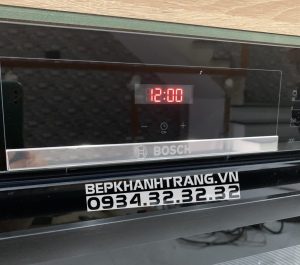 12:00
BOSCH
BEPKHANHTRANG.VN
0934.32.32.32